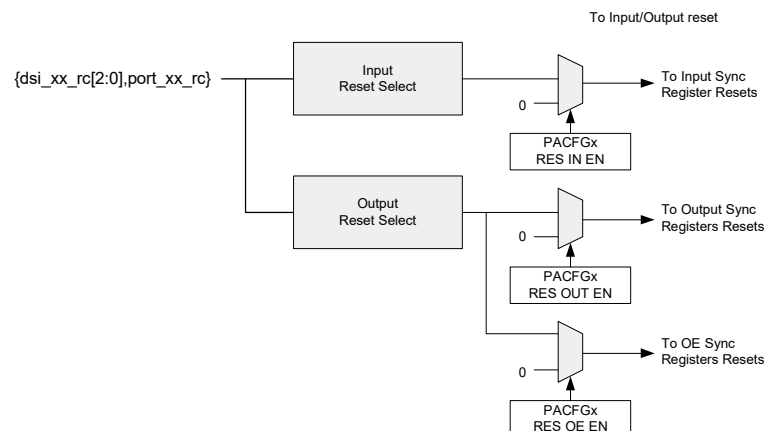 To Input/Output reset
{dsi_xx_rc[2:0],port_xx_rc}
Input
Reset Select
0
PACFGx
RES IN EN
To Input Sync
Register Resets
Output
Reset Select
0
PACFGx
RES OUT EN
To Output Sync
Registers Resets
0
PACFGx
RES OE EN
To OE Sync
Registers Resets